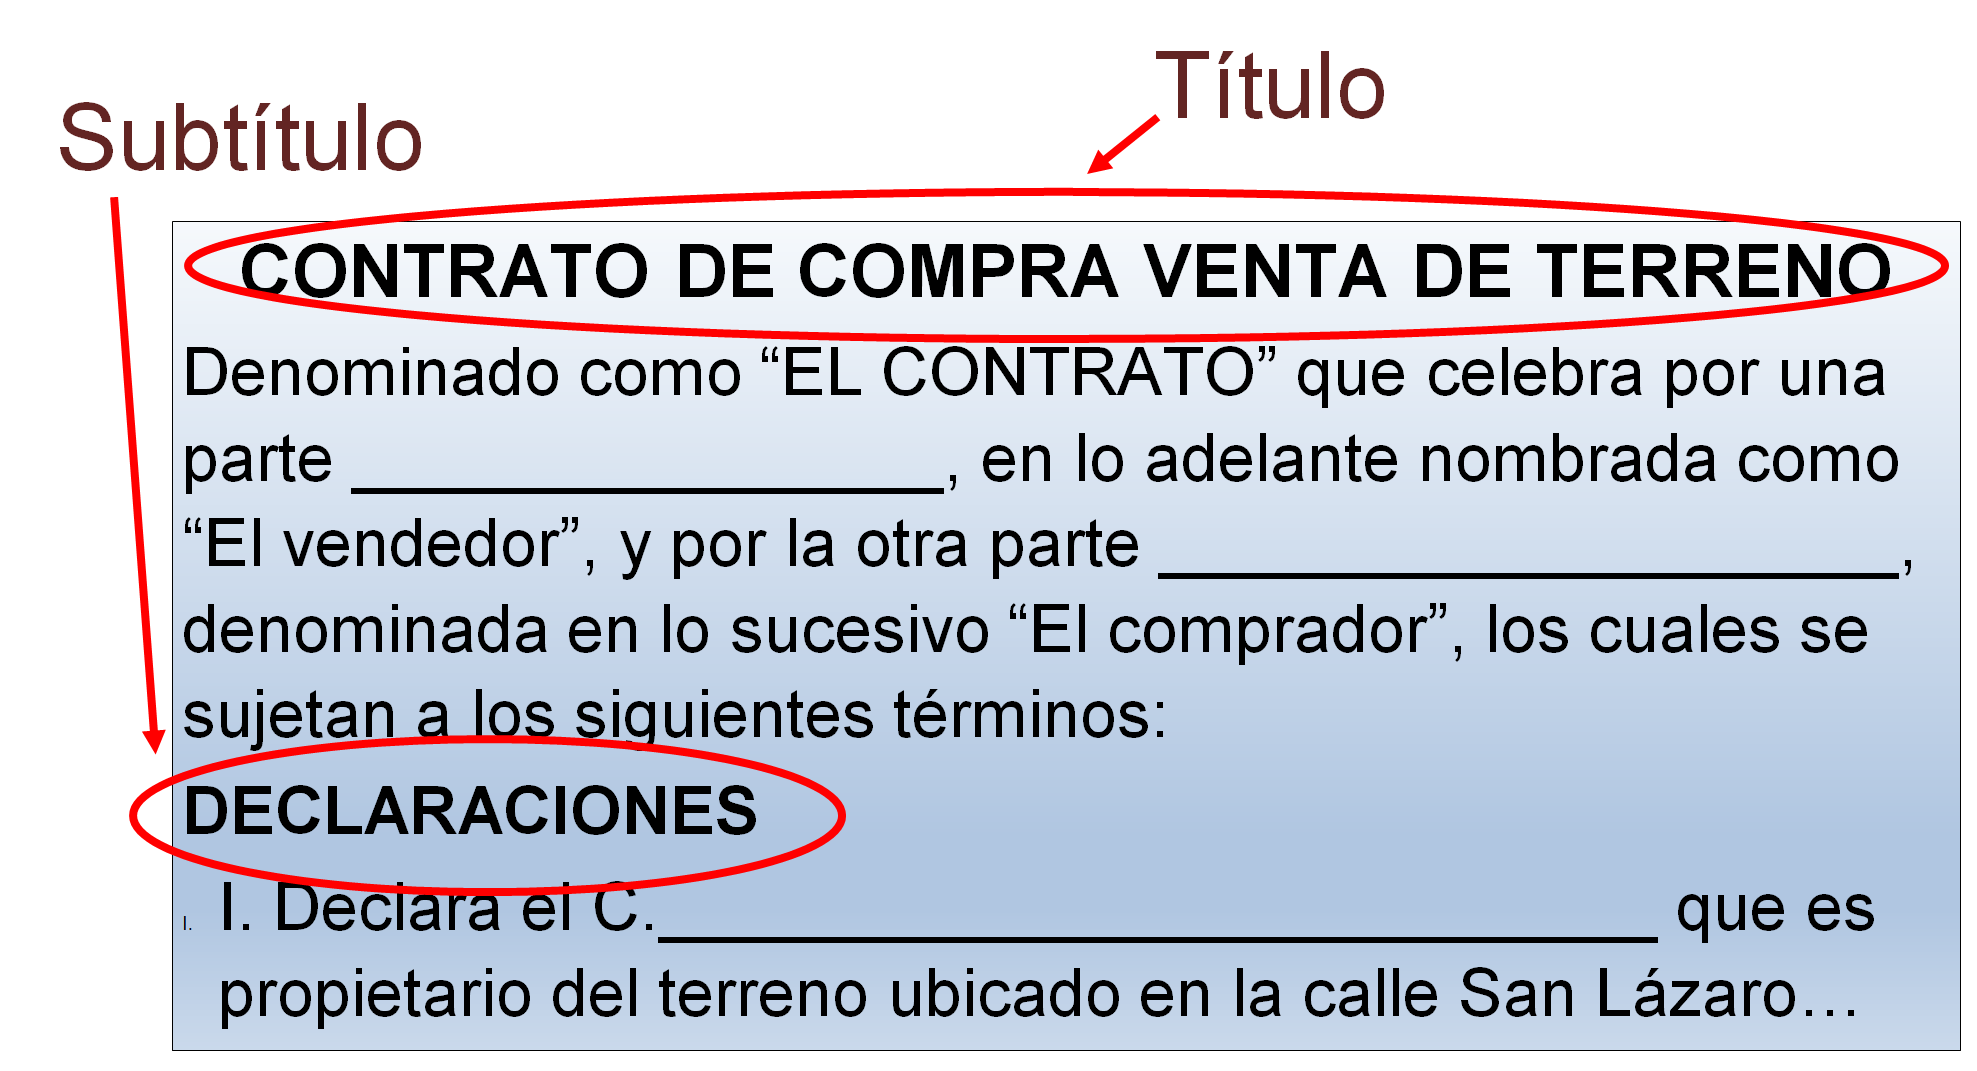 Título
Subtítulo
CONTRATO DE COMPRA VENTA DE TERRENO
Denominado como “EL CONTRATO” que celebra por una
parte ________________, en lo adelante nombrada como
“El vendedor”, y por la otra parte ____________________,
denominada en lo sucesivo “El comprador”, los cuales se
sujetan a los siguientes términos:
DECLARACIONES
I. I. Declara el C.___________________________ que es
propietario del terreno ubicado en la calle San Lázaro…